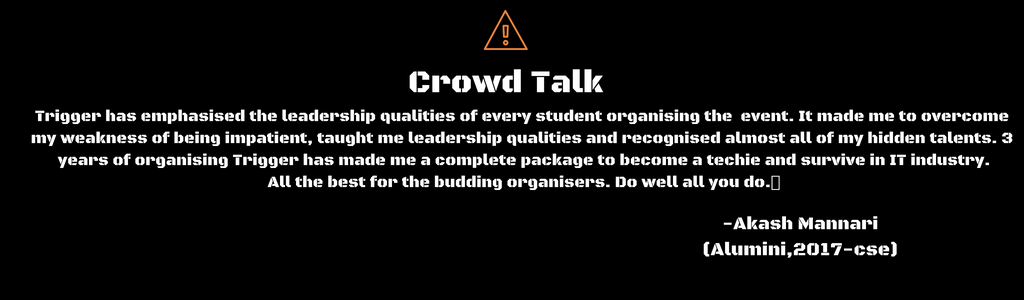 Crowd Talk
Trigger has emphasised the leadership qualities of every student organising the event. It made me to overcome
my weakness of being impatient, taught me leadership qualities and recognised almost all of my hidden talents. 3
years of organising Trigger has made me a complete package to become a techie and survive in IT industry.
All the best for the budding organisers. Do well all you do.
-Akash Mannari
(Alumini,2017-cse)